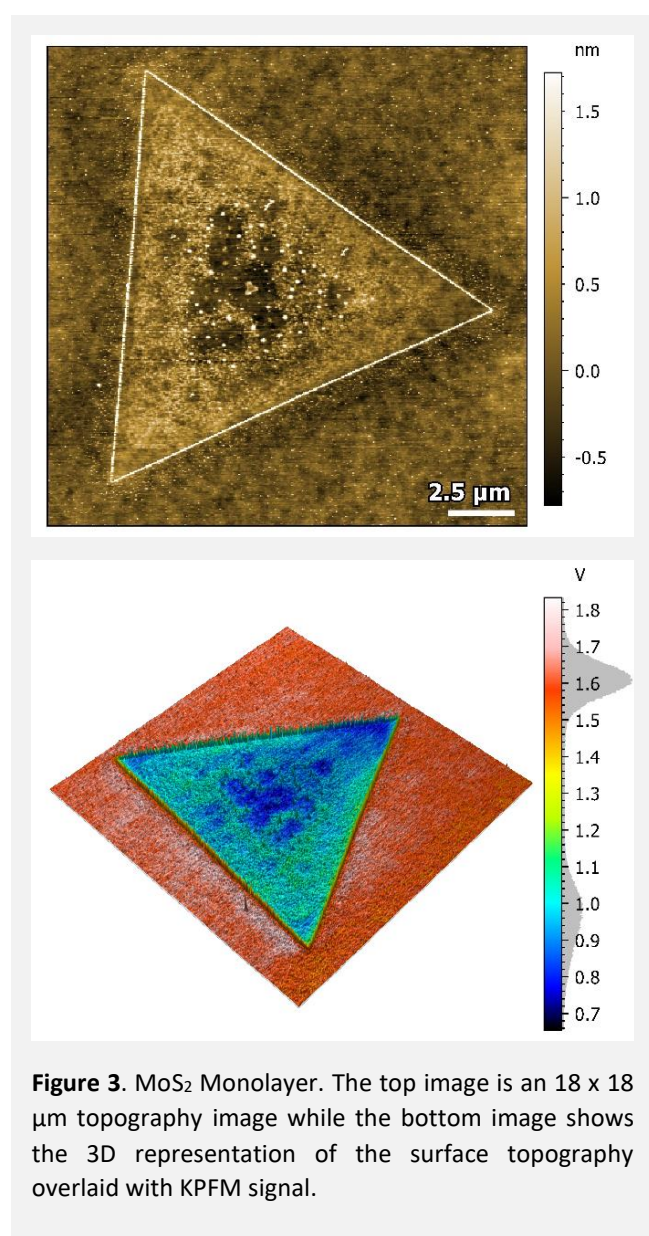 nm
1.5
1.0
0.5
0.0
-0.5
2.5 µm
V
1.8
1.7
1.6
1.5
1.4
1.3
1.2
1.1
1.0
0.9
0.8
0.7
Figure 3. MoS₂ Monolayer. The top image is an 18 x 18
µm topography image while the bottom image shows
the 3D representation of the surface topography
overlaid with KPFM signal.